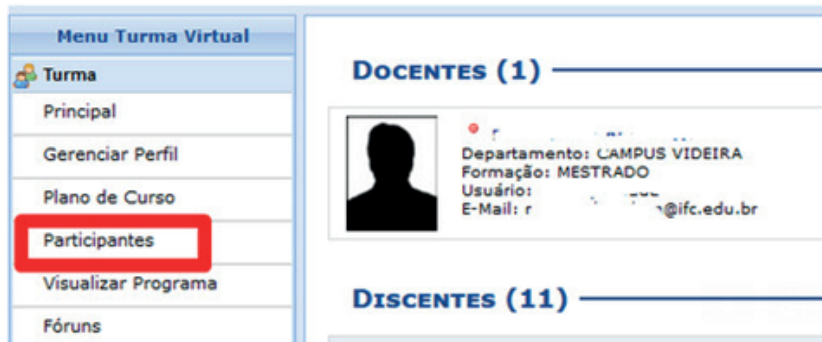 Menu Turma Virtual
Turma
Principal
Gerenciar Perfil
Plano de Curso
Participantes
Visualizar Programa
Fóruns
DOCENTES (1)
Departamento: CAMPUS VIDEIRA
Formação: MESTRADO
Usuário:
E-Mail: r @ifc.edu.br
DISCENTES (11)